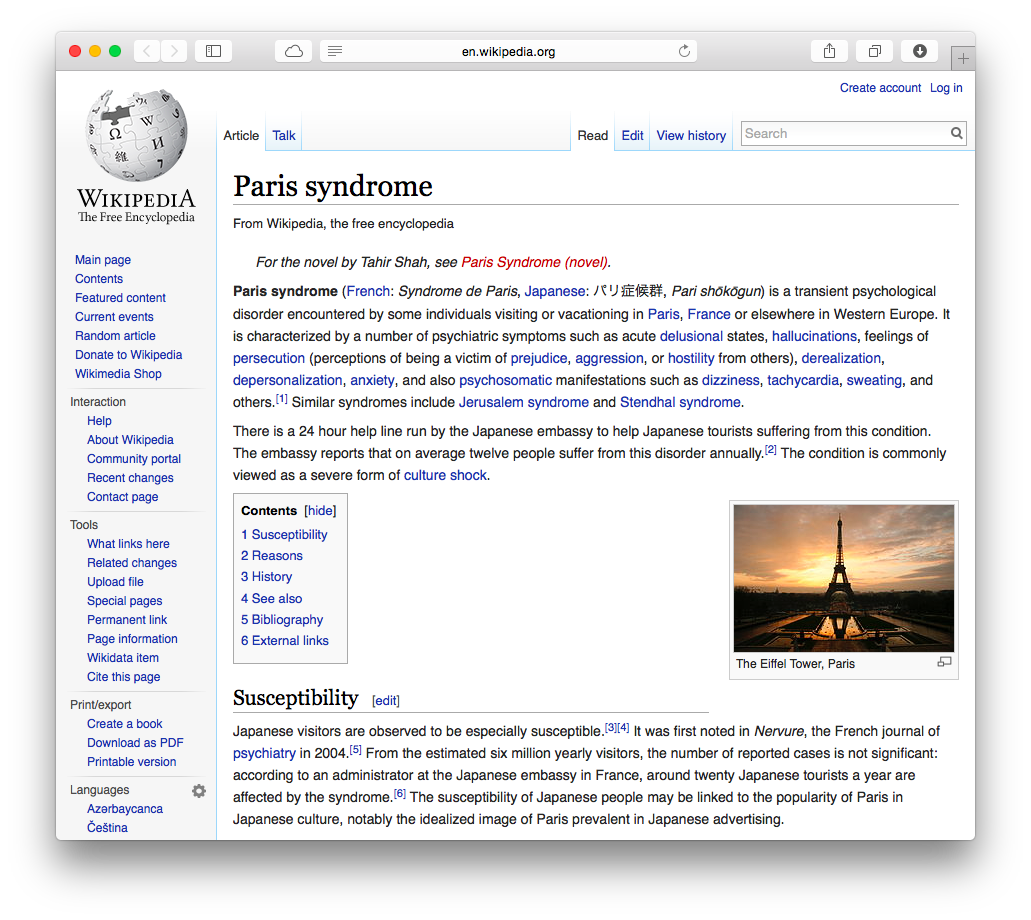 en.wikipedia.org
Create account Log in
Article Talk Read Edit View history Search
WIKIPEDIA
The Free Encyclopedia
Main page
Contents
Featured content
Current events
Random article
Donate to Wikipedia
Wikimedia Shop
Interaction
Help
About Wikipedia
Community portal
Recent changes
Contact page
Tools
What links here
Related changes
Upload file
Special pages
Permanent link
Page information
Wikidata item
Cite this page
Print/export
Create a book
Download as PDF
Printable version
Languages
Azərbaycanca
Čeština
Paris syndrome
From Wikipedia, the free encyclopedia
For the novel by Tahir Shah, see Paris Syndrome (novel).
Paris syndrome (French: Syndrome de Paris, Japanese: パリ症候群, Pari shōkōgun) is a transient psychological
disorder encountered by some individuals visiting or vacationing in Paris, France or elsewhere in Western Europe. It
is characterized by a number of psychiatric symptoms such as acute delusional states, hallucinations, feelings of
persecution (perceptions of being a victim of prejudice, aggression, or hostility from others), derealization,
depersonalization, anxiety, and also psychosomatic manifestations such as dizziness, tachycardia, sweating, and
others.[1] Similar syndromes include Jerusalem syndrome and Stendhal syndrome.
There is a 24 hour help line run by the Japanese embassy to help Japanese tourists suffering from this condition.
The embassy reports that on average twelve people suffer from this disorder annually.[2] The condition is commonly
viewed as a severe form of culture shock.
Contents [hide]
1 Susceptibility
2 Reasons
3 History
4 See also
5 Bibliography
6 External links
The Eiffel Tower, Paris
Susceptibility [edit]
Japanese visitors are observed to be especially susceptible.[3][4] It was first noted in Nervure, the French journal of
psychiatry in 2004.[5] From the estimated six million yearly visitors, the number of reported cases is not significant:
according to an administrator at the Japanese embassy in France, around twenty Japanese tourists a year are
affected by the syndrome.[6] The susceptibility of Japanese people may be linked to the popularity of Paris in
Japanese culture, notably the idealized image of Paris prevalent in Japanese advertising.